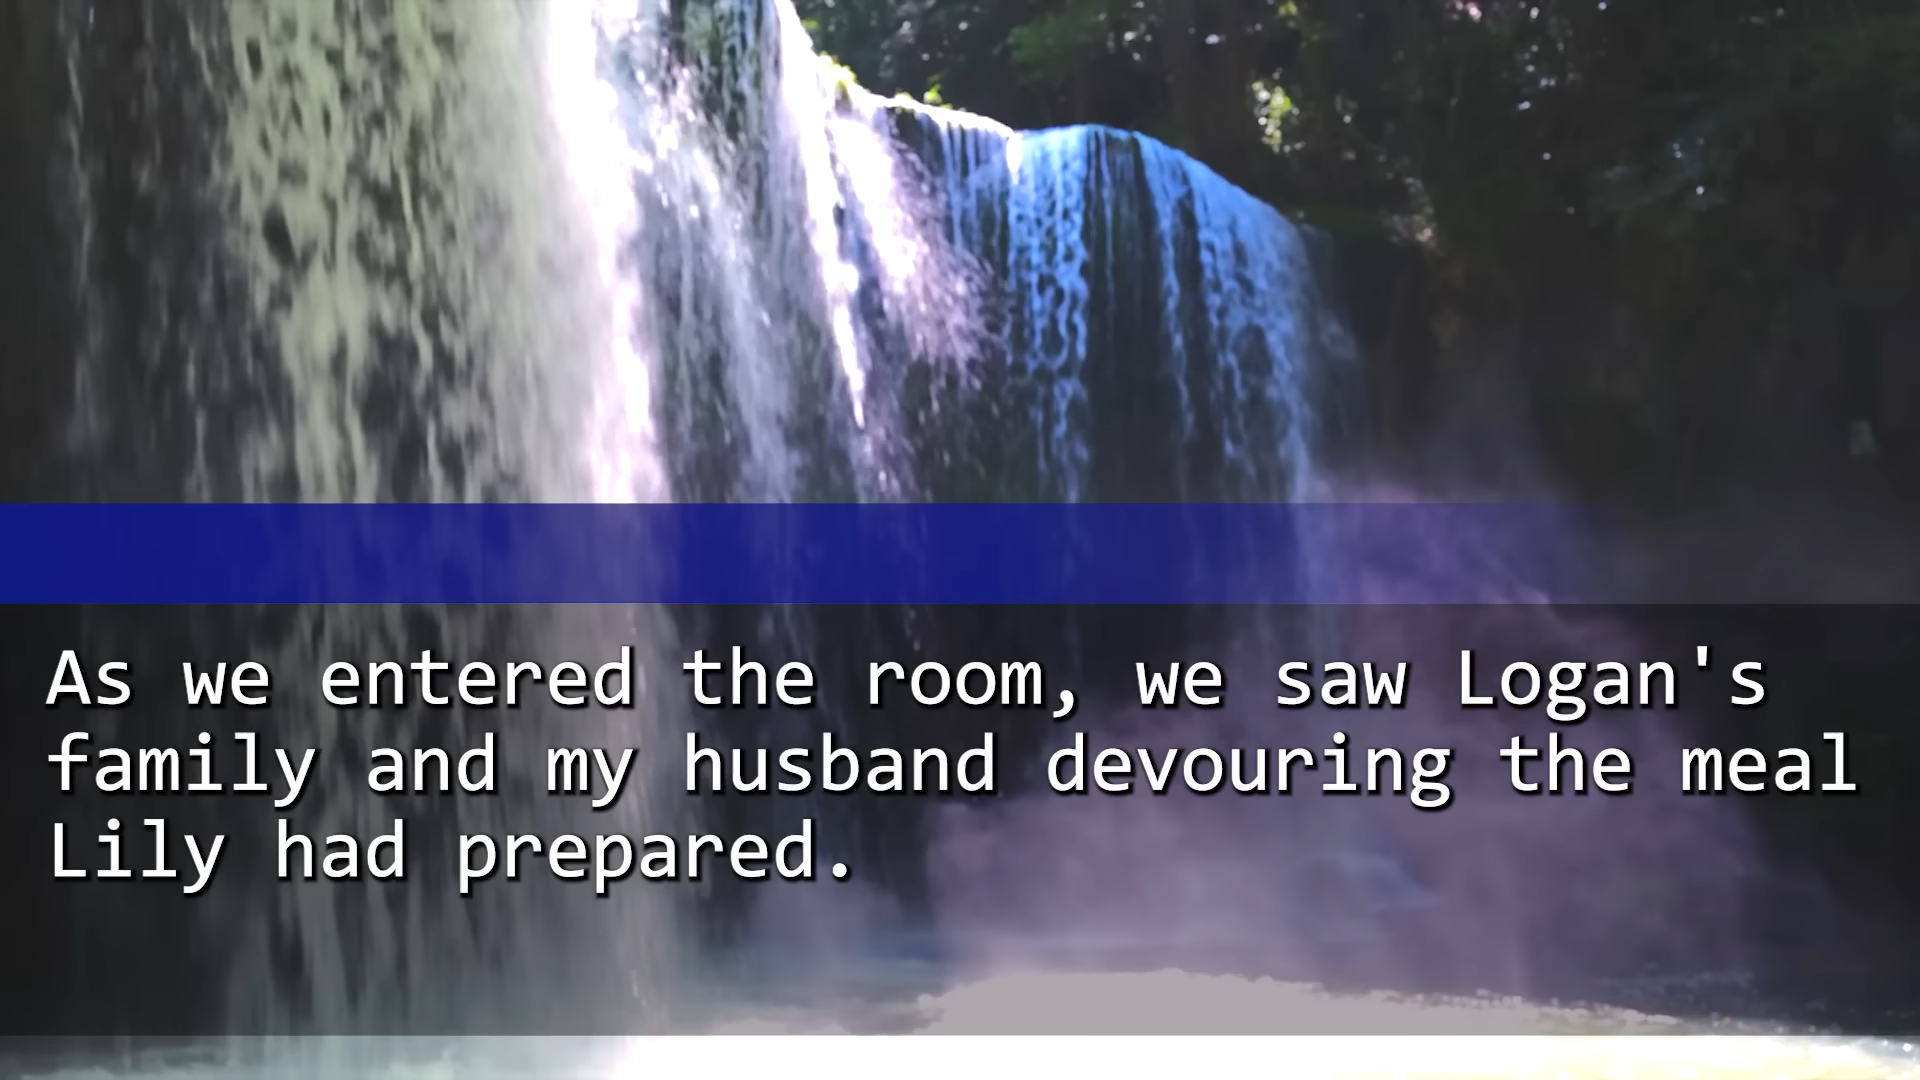 As we entered the room, we saw Logan's
family and my husband devouring the meal
Lily had prepared.